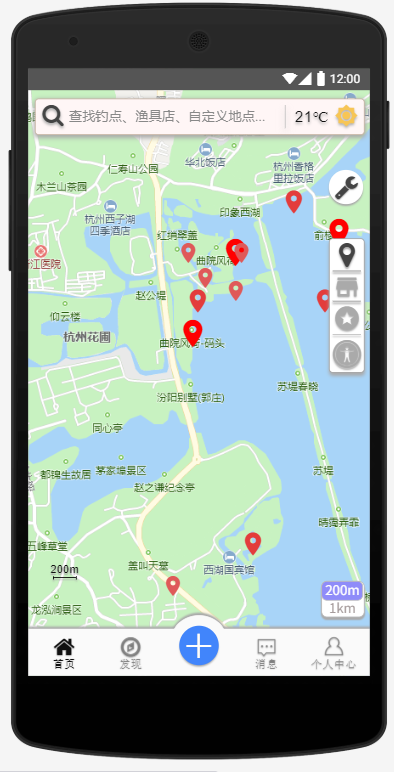 12:00
查找钓点、渔具店、自定义地点...
21℃
仁寿山公园
华北饭店
杭州香格
里拉饭店
木兰山茶园
杭州西子湖
四季酒店
印象西湖
红绡翠盖
曲院风荷
江医院
赵公堤
仰云楼
杭州花圃
曲院风荷-码头
苏堤春晓
汾阳别墅(郭庄)
同心亭
茅家埠景区
都锦生故居
苏堤
赵之谦纪念亭
晴霭弄霏
五峰草堂
盖叫天墓
西湖国宾馆
200m
龙泓涧景区
200m
1km
首页
发现
消息
个人中心